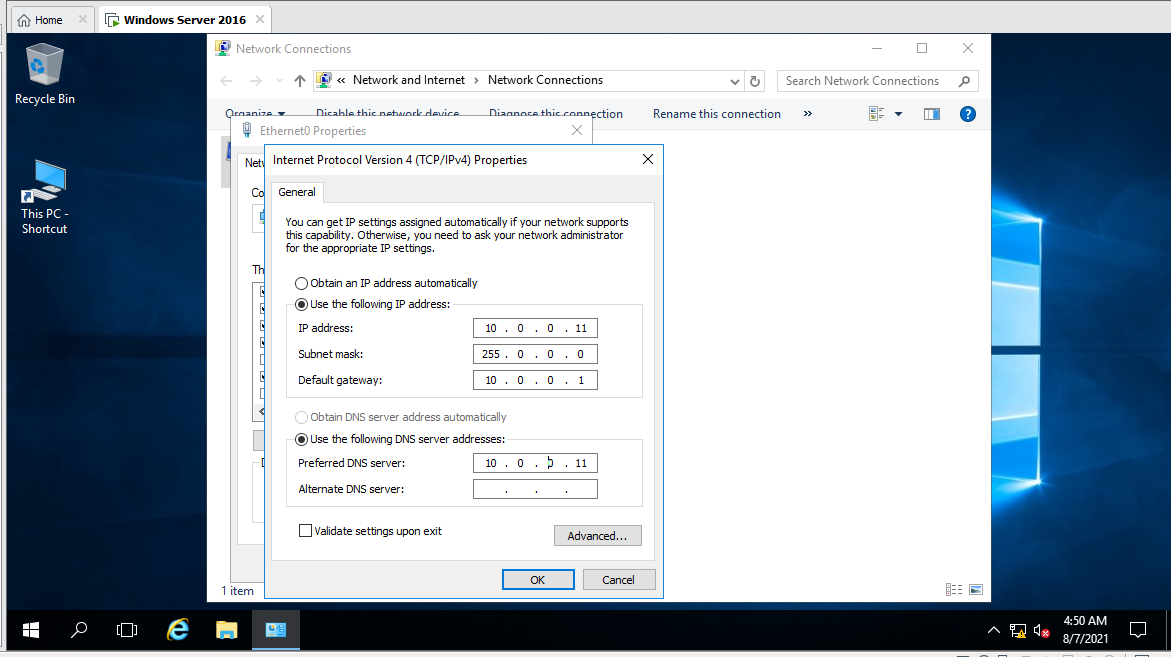 Home
Windows Server 2016
Recycle Bin
This PC -
Shortcut
Network Connections
« Network and Internet > Network Connections
Search Network Connections
Organize
Disable this network device
Diagnose this connection
Rename this connection
»
Ethernet0 Properties
Internet Protocol Version 4 (TCP/IPv4) Properties
General
You can get IP settings assigned automatically if your network supports
this capability. Otherwise, you need to ask your network administrator
for the appropriate IP settings.
Obtain an IP address automatically
Use the following IP address:
IP address: 10 . 0 . 0 . 11
Subnet mask: 255 . 0 . 0 . 0
Default gateway: 10 . 0 . 0 . 1
Obtain DNS server address automatically
Use the following DNS server addresses:
Preferred DNS server: 10 . 0 . 0 . 11
Alternate DNS server: . . .
Validate settings upon exit
Advanced...
OK
Cancel
1 item
4:50 AM
8/7/2021